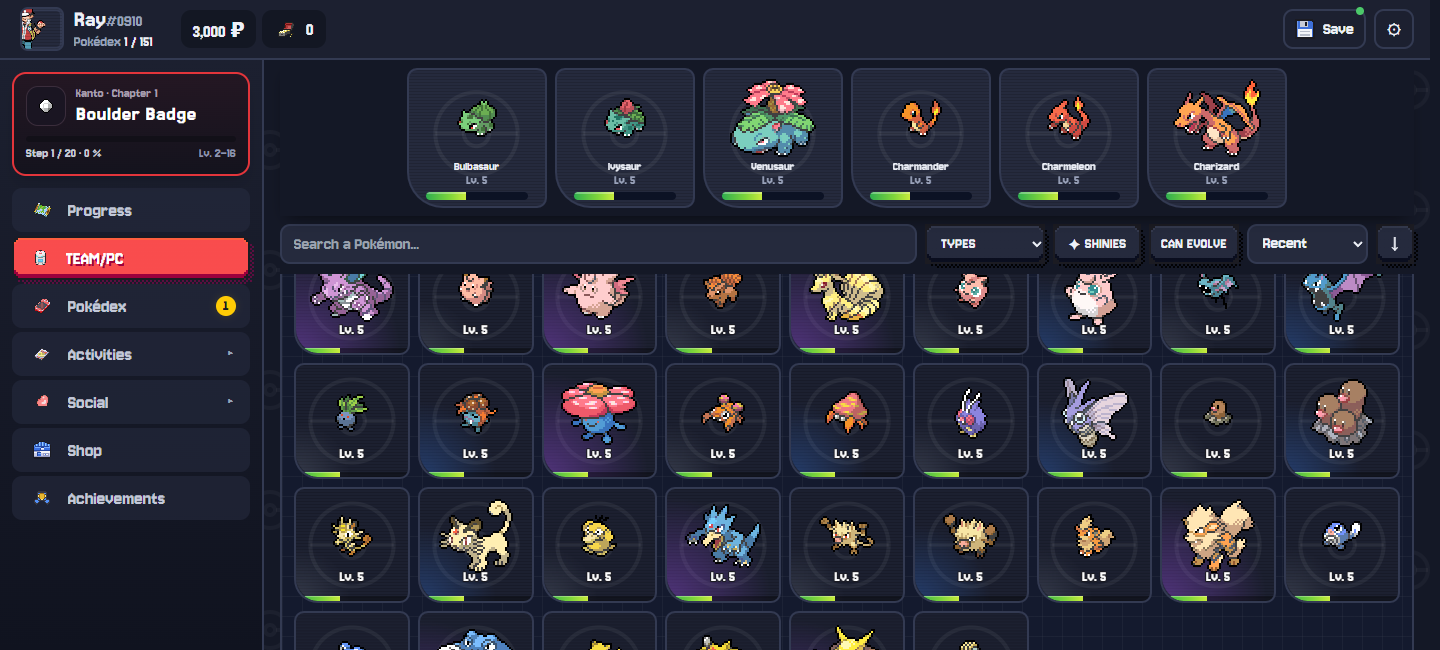 Ray#0910
Pokédex 1 / 151
3,000 ₽
0
Save
Kanto · Chapter 1
Boulder Badge
Step 1 / 20 · 0 %
Lv. 2–16
Progress
TEAM/PC
Pokédex
1
Activities
Social
Shop
Achievements
Bulbasaur
Lv. 5
Ivysaur
Lv. 5
Venusaur
Lv. 5
Charmander
Lv. 5
Charmeleon
Lv. 5
Charizard
Lv. 5
Search a Pokémon...
TYPES
✦ SHINIES
CAN EVOLVE
Recent
↓
Lv. 5 Lv. 5 Lv. 5 Lv. 5 Lv. 5 Lv. 5 Lv. 5 Lv. 5 Lv. 5
Lv. 5 Lv. 5 Lv. 5 Lv. 5 Lv. 5 Lv. 5 Lv. 5 Lv. 5 Lv. 5
Lv. 5 Lv. 5 Lv. 5 Lv. 5 Lv. 5 Lv. 5 Lv. 5 Lv. 5 Lv. 5